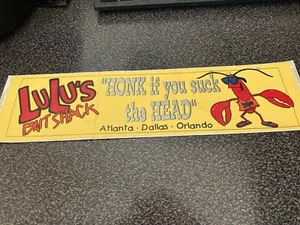 LuLu's
BAIT SHACK
"HONK if you suck
the HEAD"
Atlanta · Dallas · Orlando